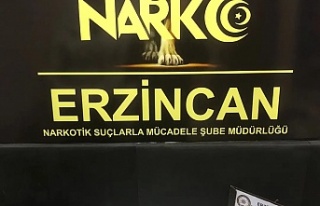 NARKO
ERZİNCAN
NARKOTİK SUÇLARLA MÜCADELE ŞUBE MÜDÜRLÜĞÜ